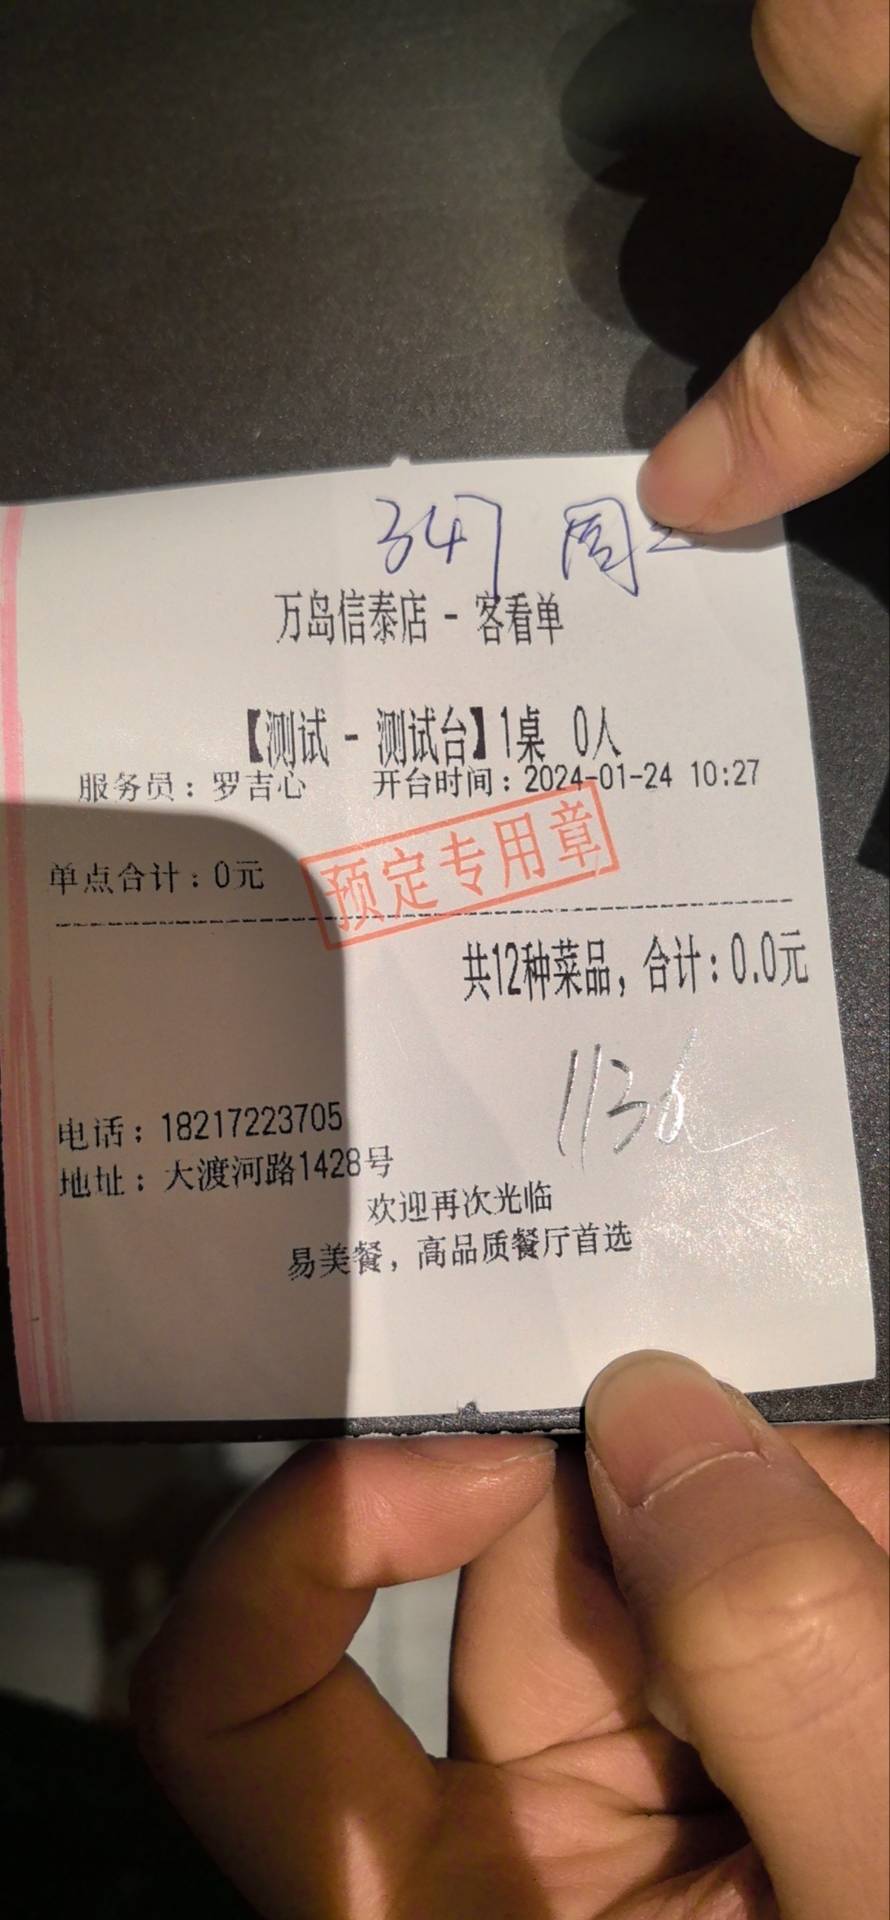 347 周
万岛信泰店 - 客看单
【测试 - 测试台】1桌 0人
服务员：罗吉心 开台时间：2024-01-24 10:27
预定专用章
单点合计：0元
共12种菜品，合计：0.0元
电话：18217223705
地址：大渡河路1428号
欢迎再次光临
易美餐，高品质餐厅首选